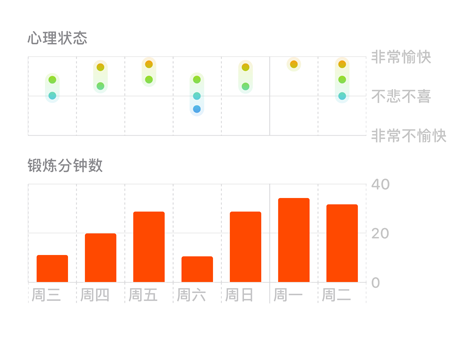 心理状态
非常愉快
不悲不喜
非常不愉快
锻炼分钟数
40
20
0
周三 周四 周五 周六 周日 周一 周二